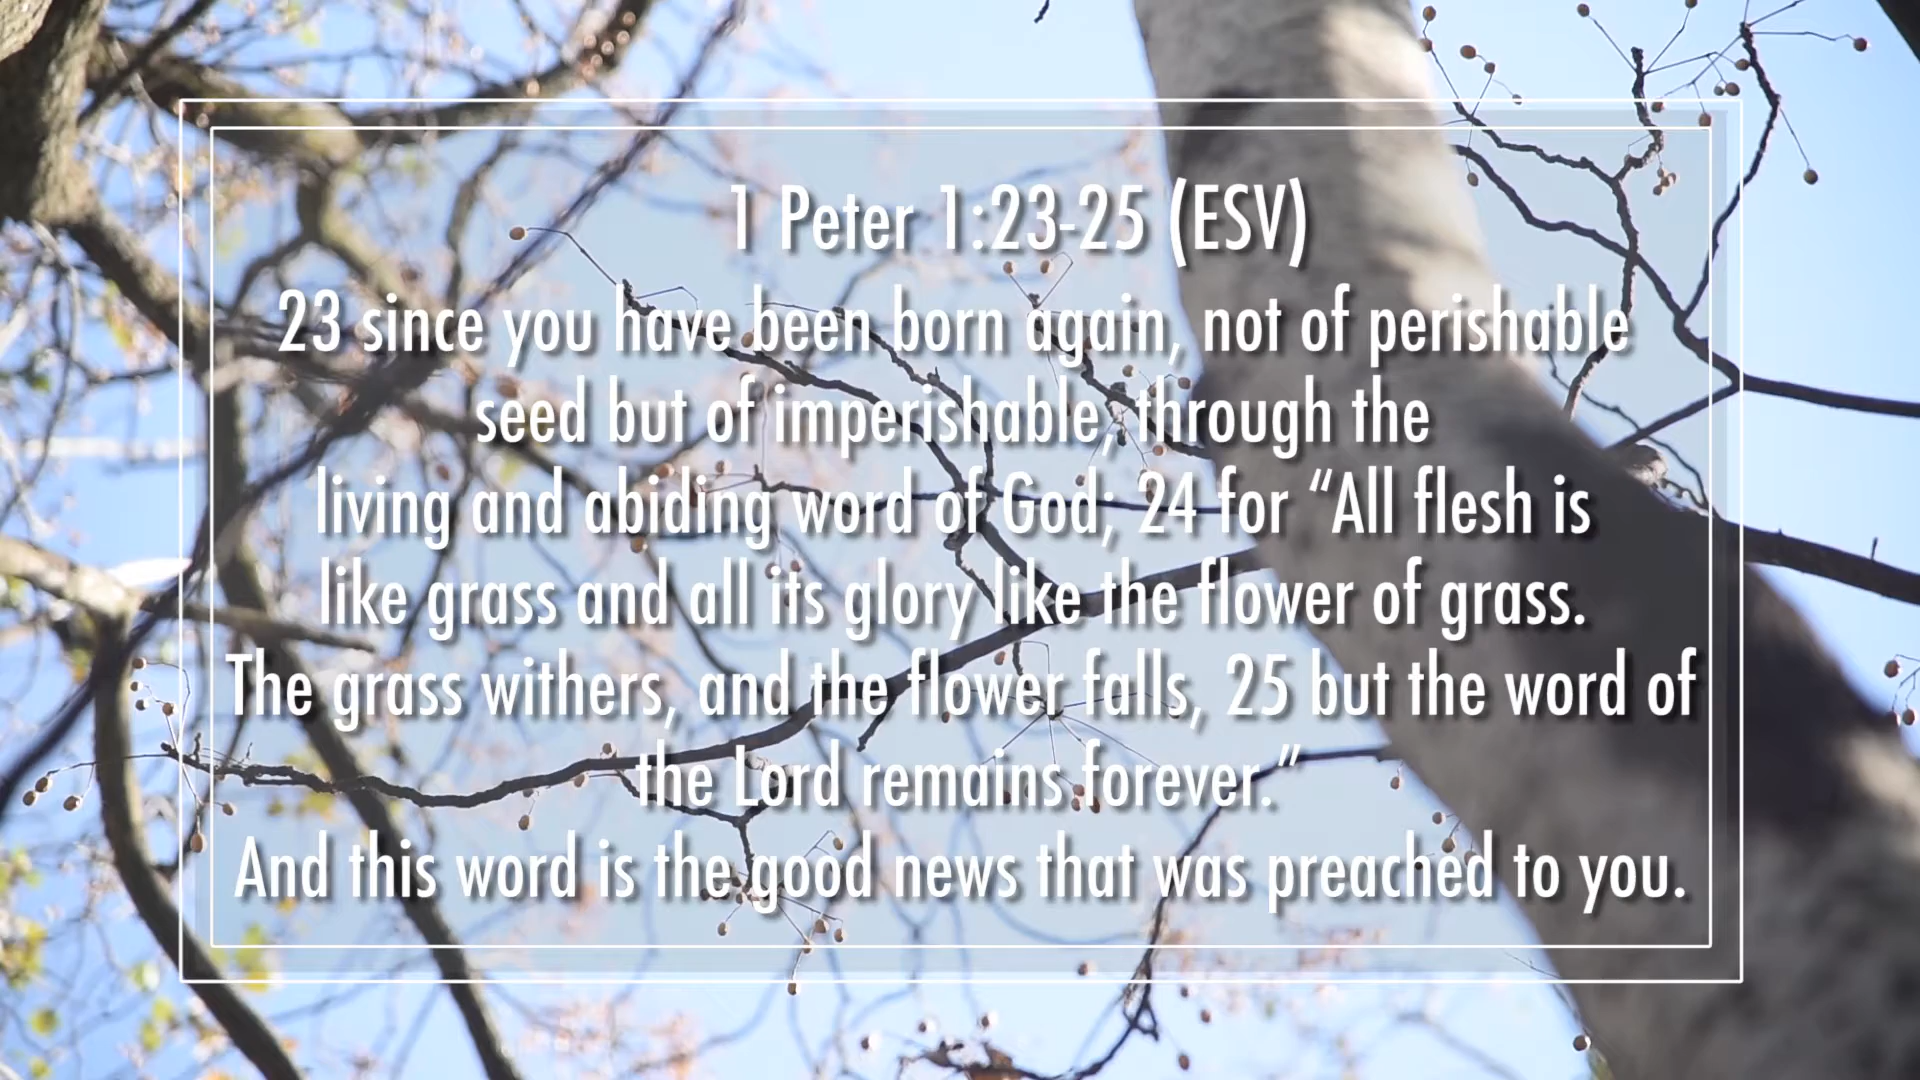 1 Peter 1:23-25 (ESV)
23 since you have been born again, not of perishable
seed but of imperishable, through the
living and abiding word of God; 24 for “All flesh is
like grass and all its glory like the flower of grass.
The grass withers, and the flower falls, 25 but the word of
the Lord remains forever.”
And this word is the good news that was preached to you.